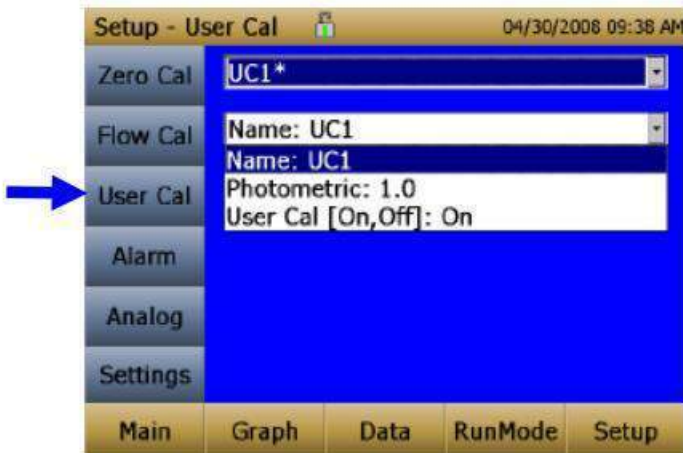 Setup - User Cal 04/30/2008 09:38 AM
Zero Cal
UC1*
Flow Cal
Name: UC1
Name: UC1
User Cal
Photometric: 1.0
User Cal [On,Off]: On
Alarm
Analog
Settings
Main Graph Data RunMode Setup